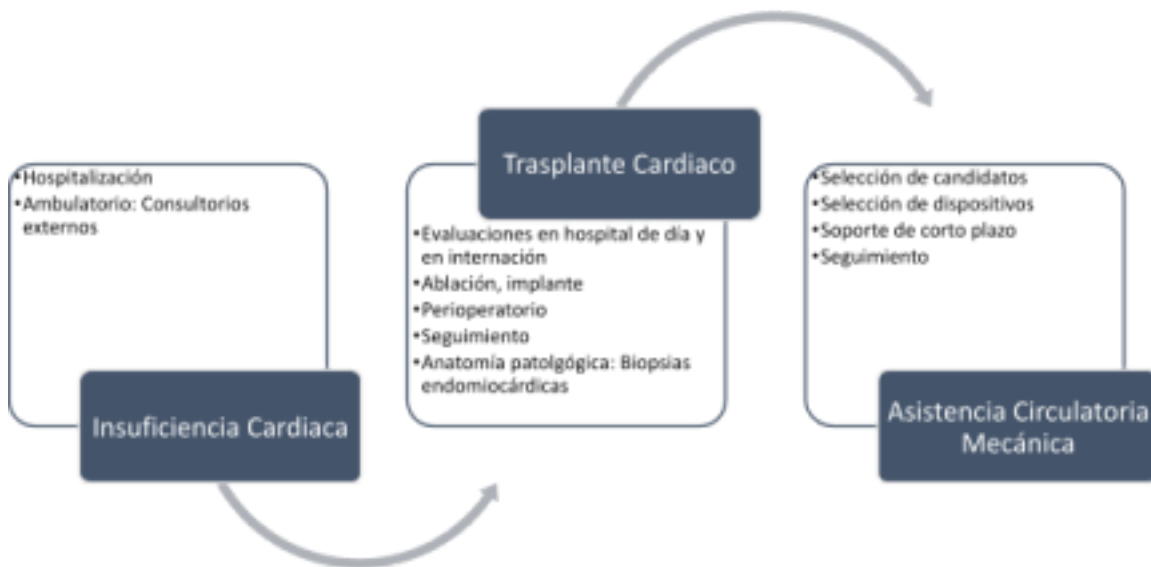 •Hospitalización
•Ambulatorio: Consultorios
externos
Insuficiencia Cardiaca
Trasplante Cardiaco
•Evaluaciones en hospital de día y
en internación
•Ablación, implante
•Perioperatorio
•Seguimiento
•Anatomía patolgógica: Biopsias
endomiocárdicas
•Selección de candidatos
•Selección de dispositivos
•Soporte de corto plazo
•Seguimiento
Asistencia Circulatoria
Mecánica